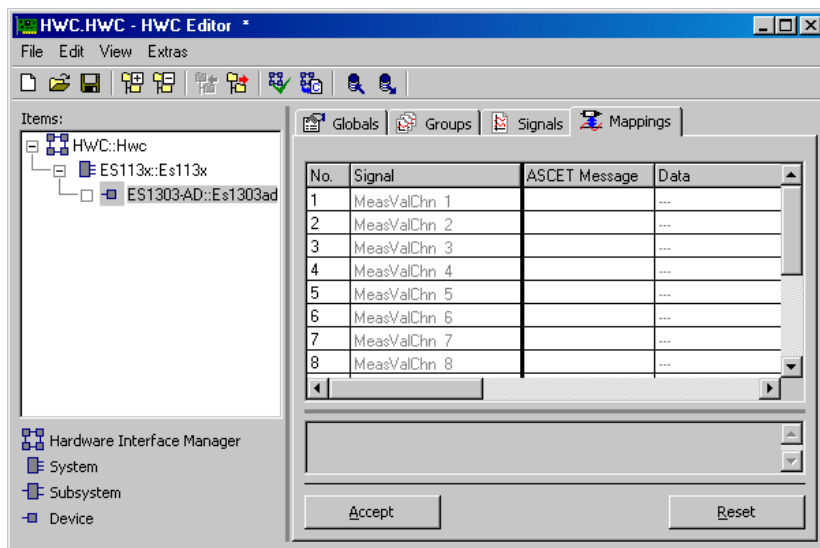 HWC.HWC - HWC Editor *
File Edit View Extras
Items:
HWC::Hwc
ES113x::Es113x
ES1303-AD::Es1303ad
Globals Groups Signals Mappings
No. Signal ASCET Message Data
1 MeasValChn 1 ---
2 MeasValChn 2 ---
3 MeasValChn 3 ---
4 MeasValChn 4 ---
5 MeasValChn 5 ---
6 MeasValChn 6 ---
7 MeasValChn 7 ---
8 MeasValChn 8 ---
Hardware Interface Manager
System
Subsystem
Device
Accept Reset